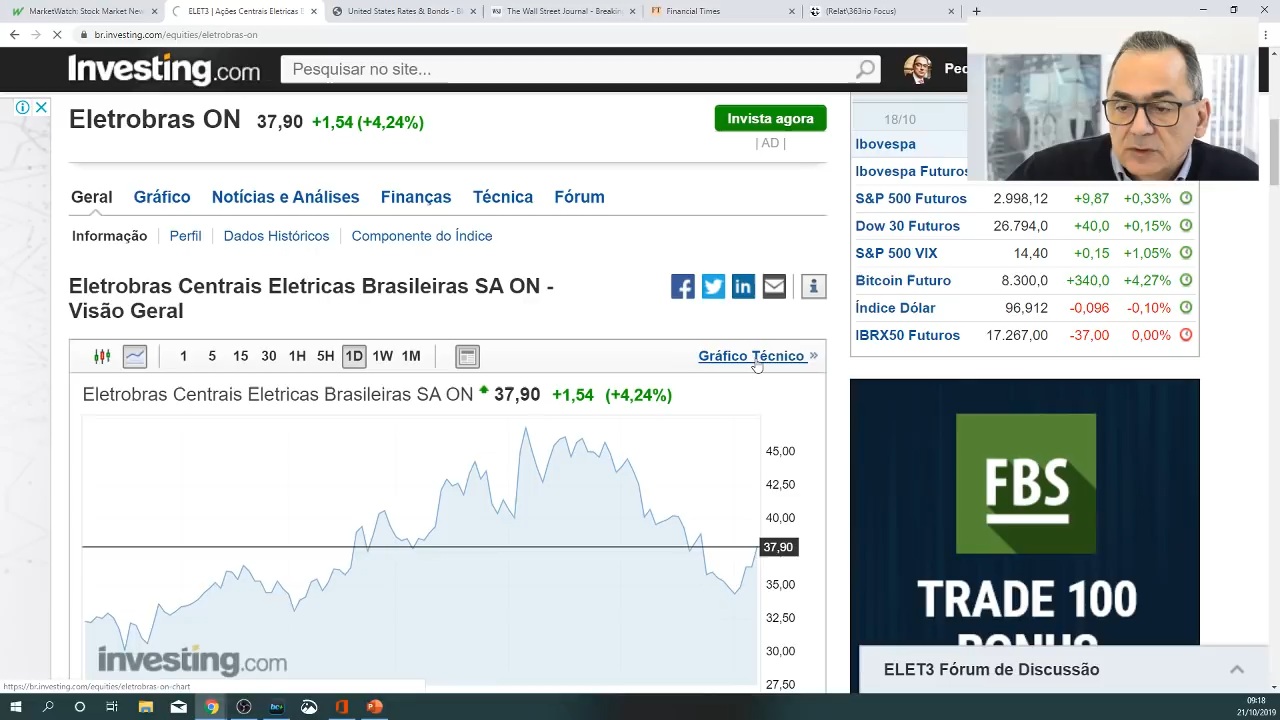 MarketWatch: Stock Market New
ELET3 | Ações Centrais Eletricas E
United States Rates & Bonds - Bl
The Wall Street Journal - Breaking
Financial Times
(Relat\363rio Focus)
br.investing.com/equities/eletrobras-on
Investing.com
Pesquisar no site...
Eletrobras ON
37,90 +1,54 (+4,24%)
Invista agora
| AD |
Geral Gráfico Notícias e Análises Finanças Técnica Fórum
Informação Perfil Dados Históricos Componente do Índice
Eletrobras Centrais Eletricas Brasileiras SA ON -
Visão Geral
1 5 15 30 1H 5H 1D 1W 1M
Gráfico Técnico »
Eletrobras Centrais Eletricas Brasileiras SA ON 37,90 +1,54 (+4,24%)
45,00
42,50
40,00
37,90
35,00
32,50
30,00
27,50
Investing.com
https://br.investing.com/equities/eletrobras-on-chart
18/10
Ibovespa
Ibovespa Futuros
S&P 500 Futuros 2.998,12 +9,87 +0,33%
Dow 30 Futuros 26.794,0 +40,0 +0,15%
S&P 500 VIX 14,40 +0,15 +1,05%
Bitcoin Futuro 8.300,0 +340,0 +4,27%
Índice Dólar 96,912 -0,096 -0,10%
IBRX50 Futuros 17.267,00 -37,00 0,00%
FBS
TRADE 100
BONUS
ELET3 Fórum de Discussão
09:18
21/10/2019